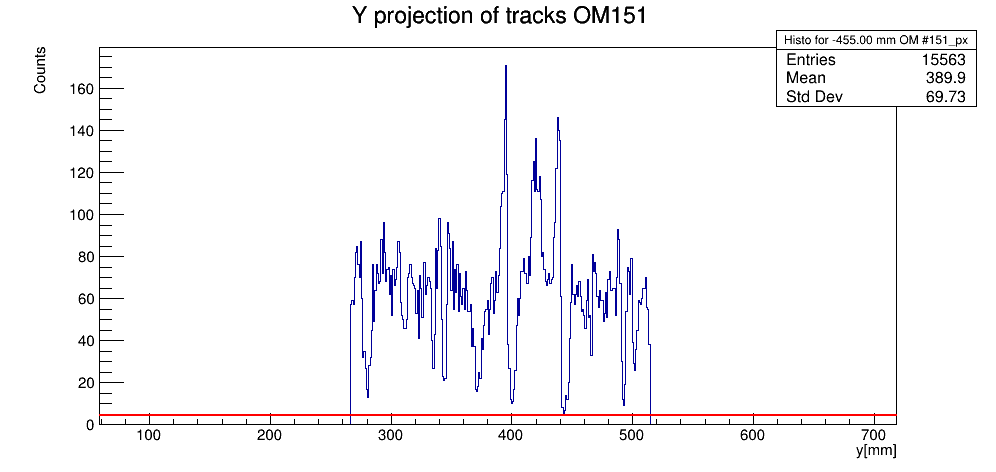 Y projection of tracks OM151
Histo for -455.00 mm OM #151_px
Entries 15563
Mean 389.9
Std Dev 69.73
Counts
160
140
120
100
80
60
40
20
0
100 200 300 400 500 600 700
y[mm]